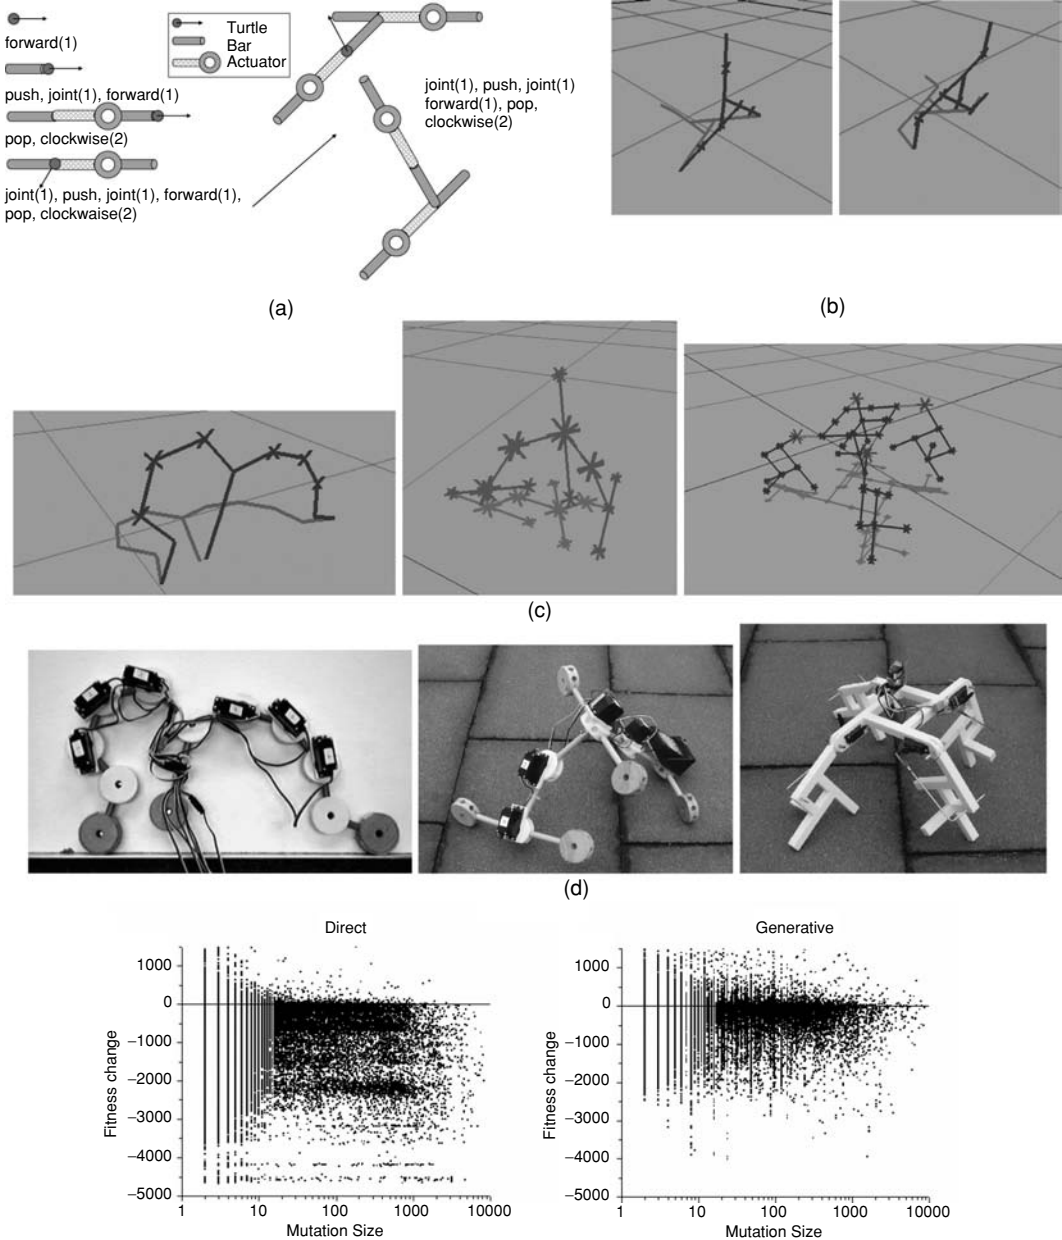 forward(1)
push, joint(1), forward(1)
pop, clockwise(2)
joint(1), push, joint(1), forward(1),
pop, clockwaise(2)
Turtle
Bar
Actuator
joint(1), push, joint(1)
forward(1), pop,
clockwise(2)
(a)
(b)
(c)
(d)
Direct
1000
0
−1000
−2000
−3000
−4000
−5000
Fitness change
1
10
100
1000
10000
Mutation Size
Generative
1000
0
−1000
−2000
−3000
−4000
−5000
Fitness change
1
10
100
1000
10000
Mutation Size